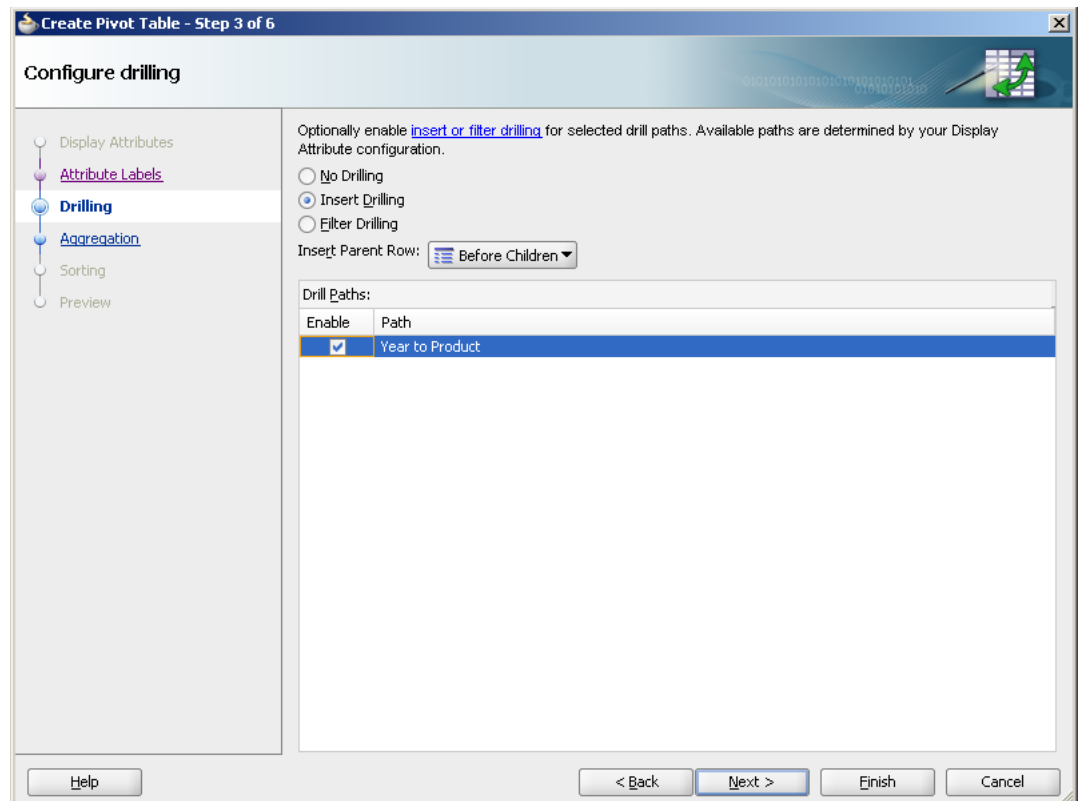 Create Pivot Table - Step 3 of 6
Configure drilling
Display Attributes
Attribute Labels
Drilling
Aggregation
Sorting
Preview
Optionally enable insert or filter drilling for selected drill paths. Available paths are determined by your Display
Attribute configuration.
No Drilling
Insert Drilling
Filter Drilling
Insert Parent Row: Before Children
Drill Paths:
Enable Path
Year to Product
Help < Back Next > Finish Cancel